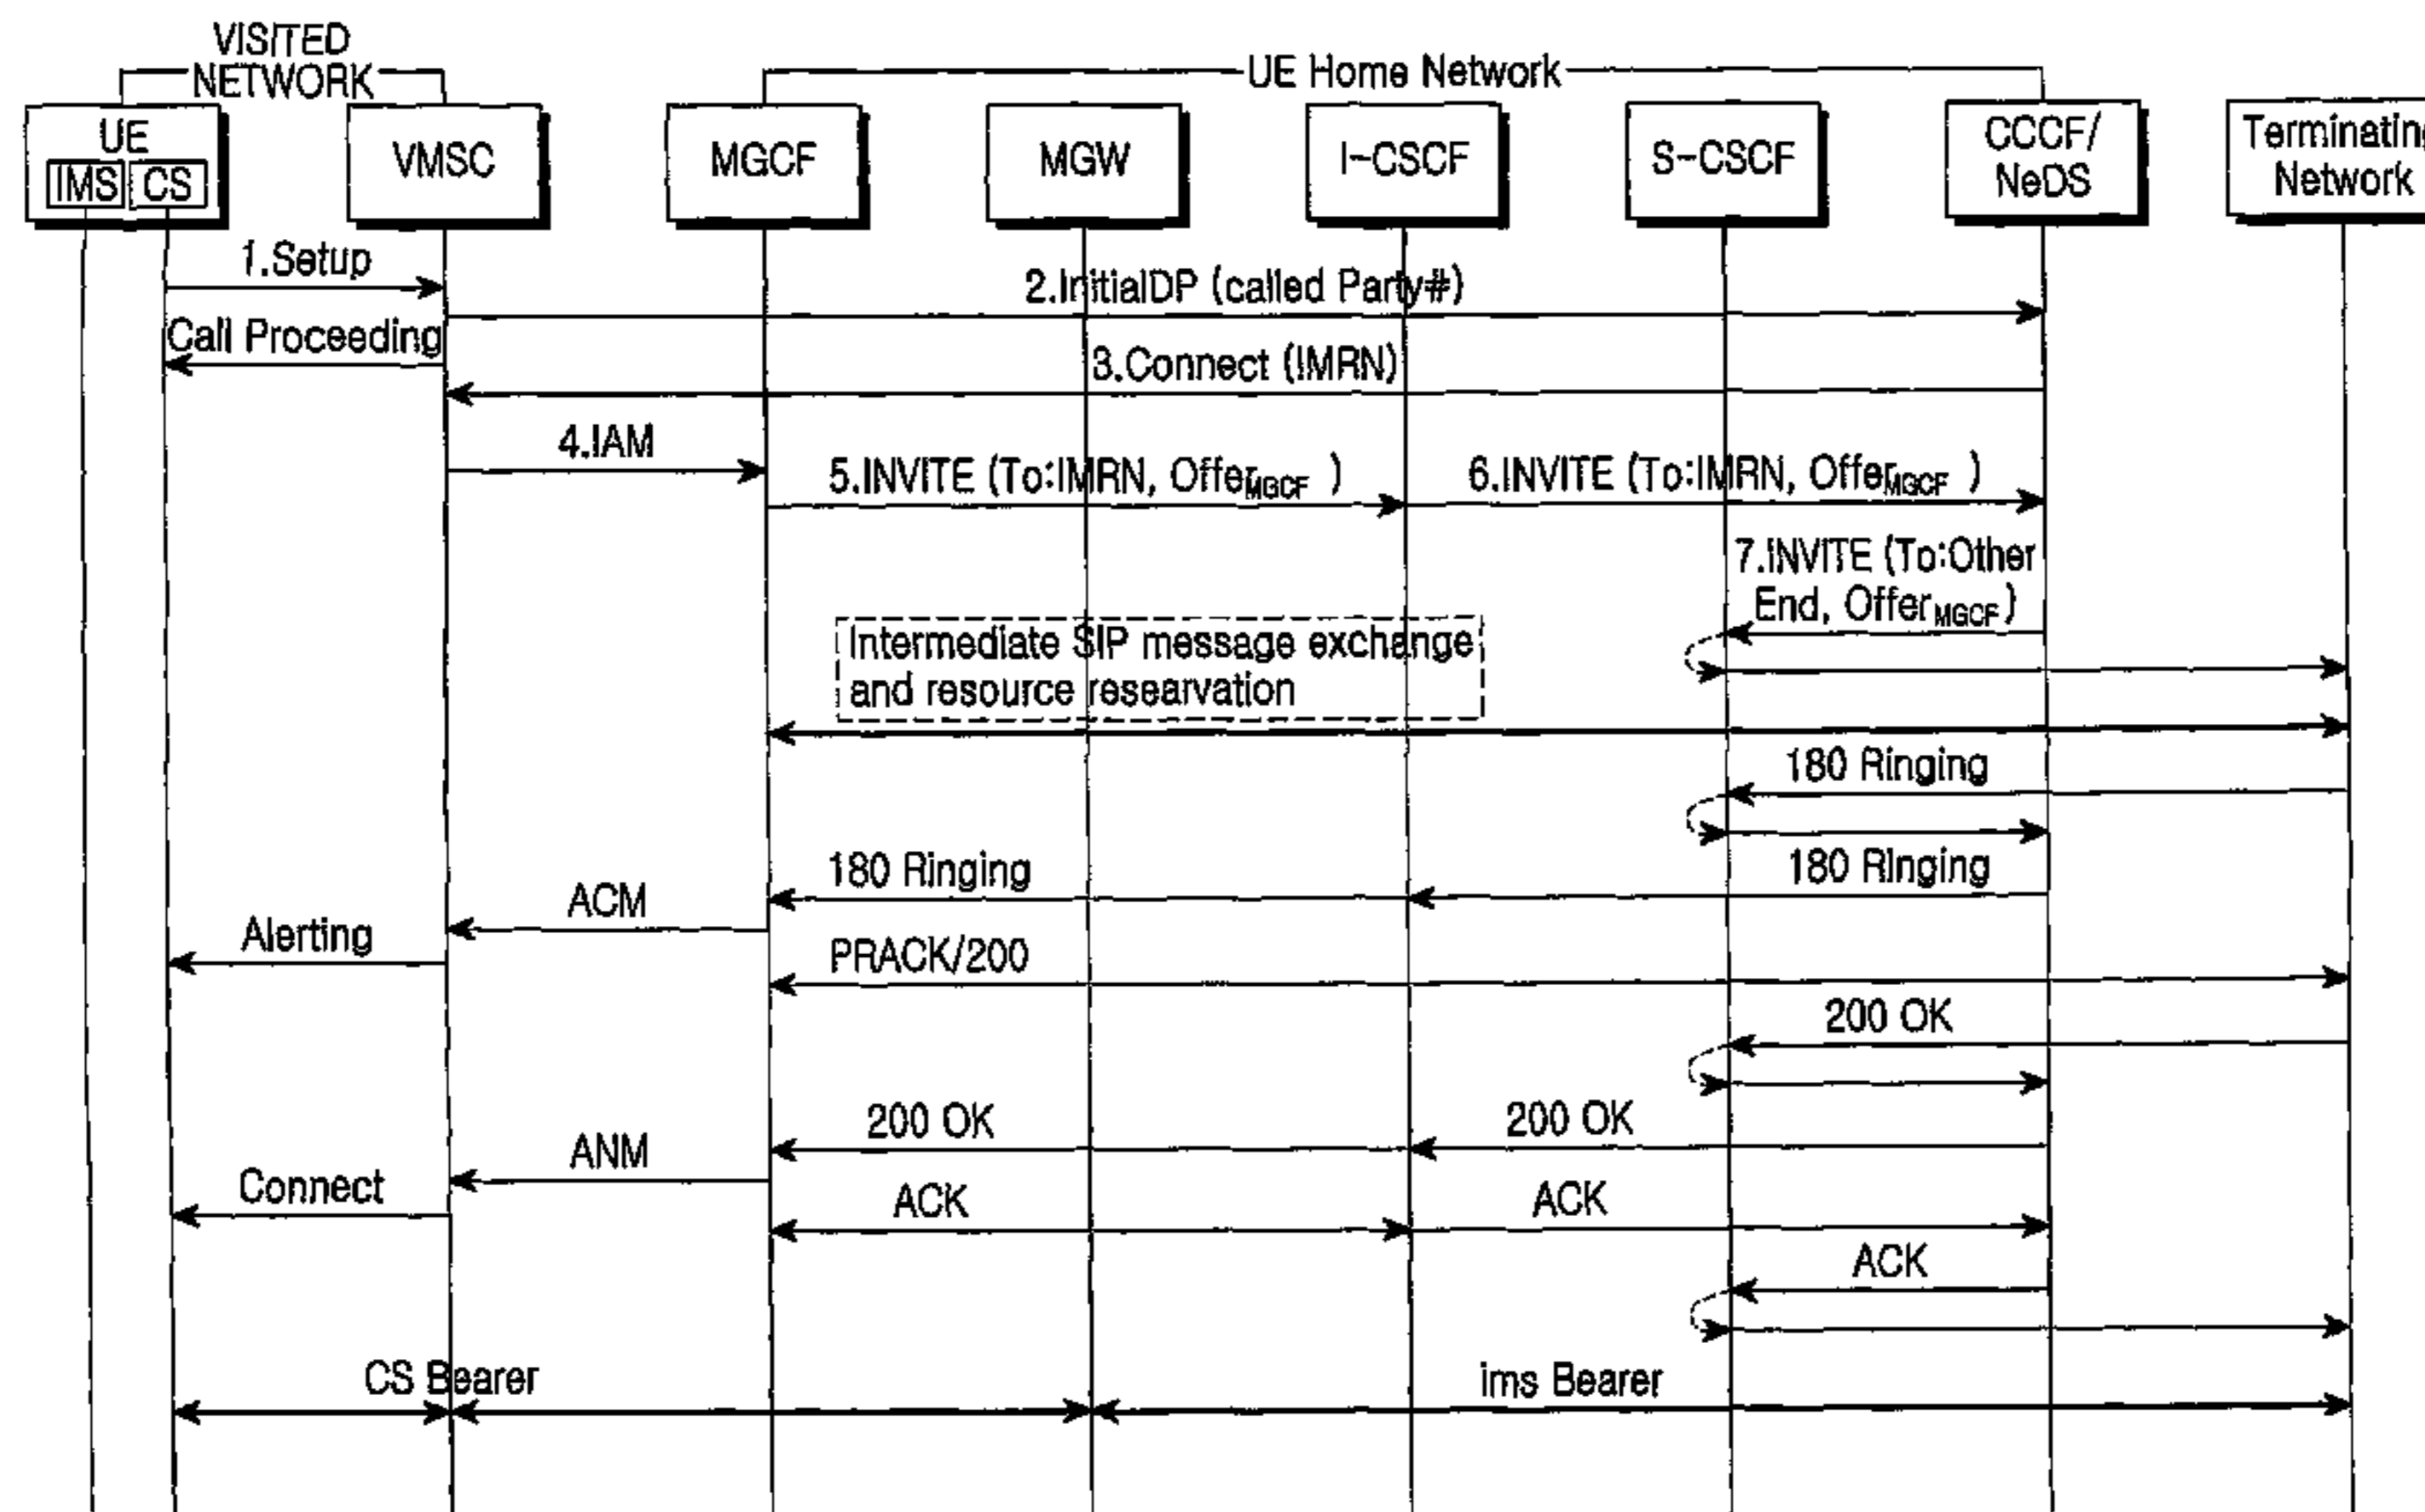 VISITED
NETWORK
UE Home Network
UE
IMS
CS
VMSC
MGCF
MGW
I-CSCF
S-CSCF
CCCF/
NeDS
Terminating
Network
1.Setup
2.InitialDP (called Party#)
Call Proceeding
3.Connect (IMRN)
4.IAM
5.INVITE (To:IMRN, OfferMGCF )
6.INVITE (To:IMRN, OfferMGCF )
7.INVITE (To:Other
End, OfferMGCF)
Intermediate SIP message exchange
and resource researvation
180 Ringing
180 Ringing
180 Ringing
ACM
Alerting
PRACK/200
200 OK
200 OK
200 OK
ANM
Connect
ACK
ACK
ACK
CS Bearer
ims Bearer